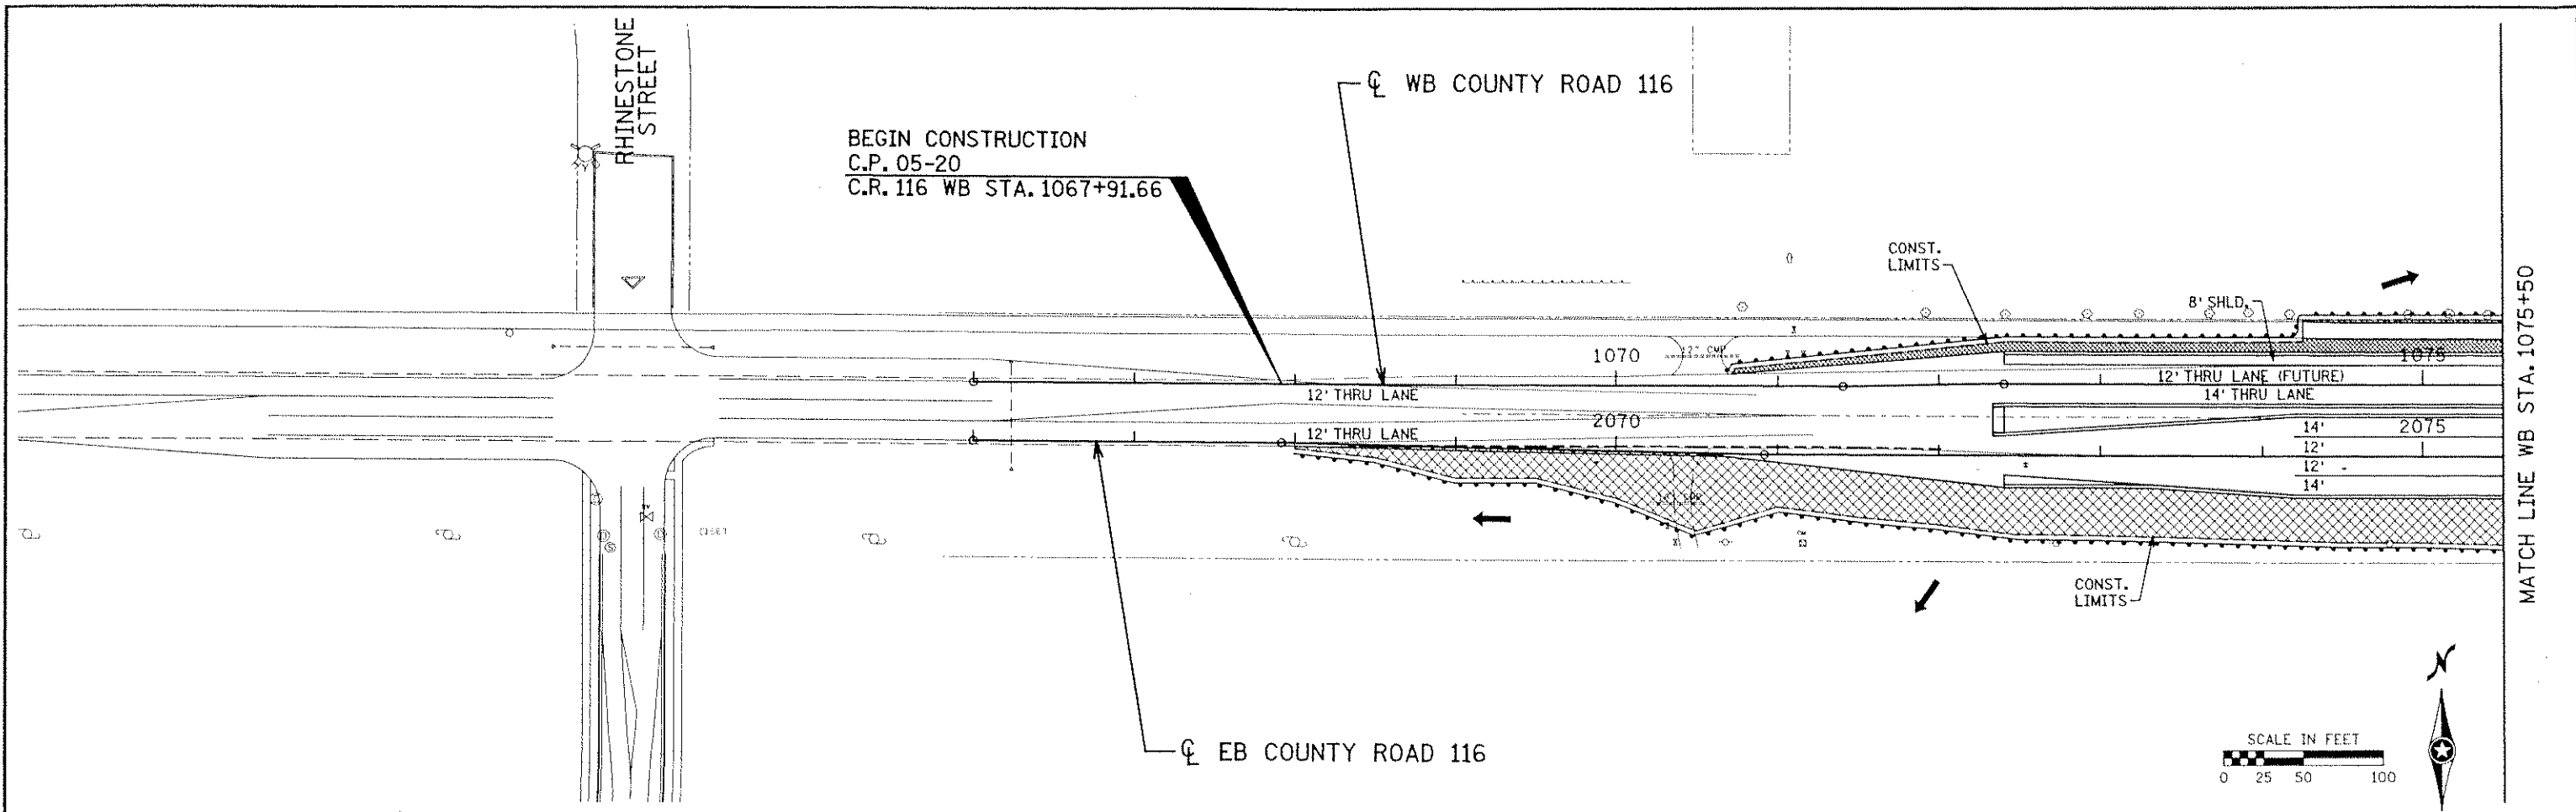 RHINESTONE
STREET
BEGIN CONSTRUCTION
C.P. 05-20
C.R. 116 WB STA. 1067+91.66
℄ WB COUNTY ROAD 116
CONST.
LIMITS
8' SHLD.
1070
12" CMP
1075
12' THRU LANE
12' THRU LANE (FUTURE)
14' THRU LANE
2070
12' THRU LANE
14'
2075
12'
12'
14'
CONST.
LIMITS
℄ EB COUNTY ROAD 116
MATCH LINE WB STA. 1075+50
N
SCALE IN FEET
0 25 50 100